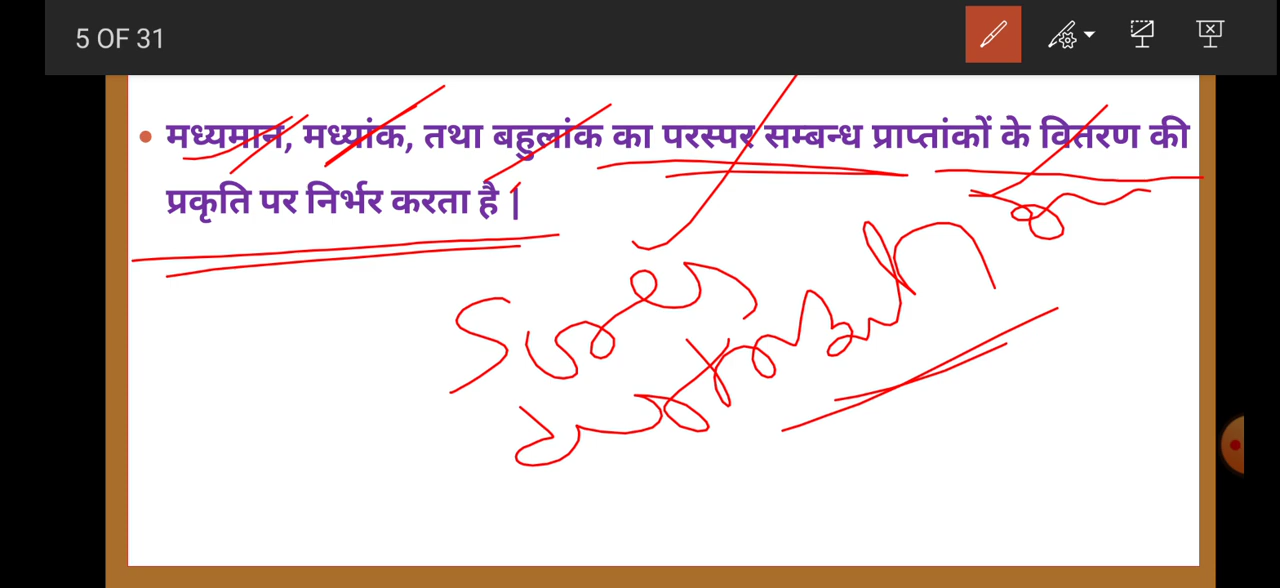 5 OF 31
• मध्यमान, मध्यांक, तथा बहुलांक का परस्पर सम्बन्ध प्राप्तांकों के वितरण की
प्रकृति पर निर्भर करता है |